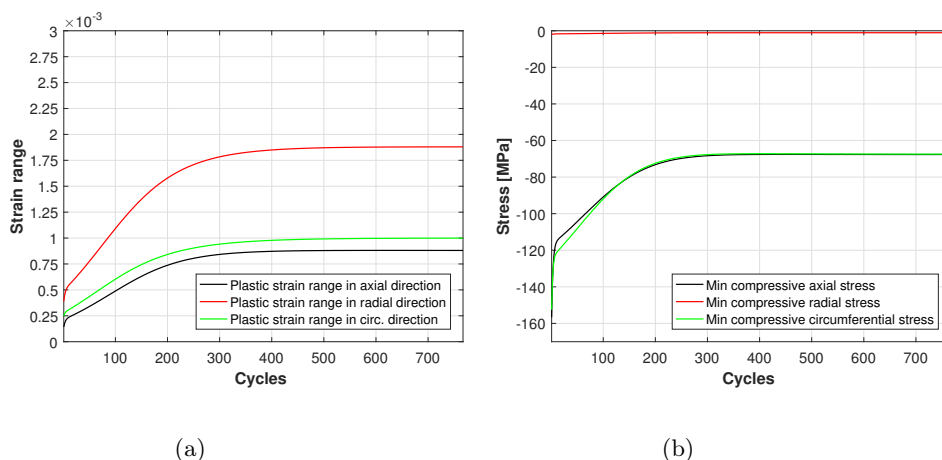 ×10⁻³
3
2.75
2.5
2.25
2
1.75
1.5
1.25
1
0.75
0.5
0.25
0
Strain range
Plastic strain range in axial direction
Plastic strain range in radial direction
Plastic strain range in circ. direction
100 200 300 400 500 600 700
Cycles
(a)
0
-20
-40
-60
-80
-100
-120
-140
-160
Stress [MPa]
Min compressive axial stress
Min compressive radial stress
Min compressive circumferential stress
100 200 300 400 500 600 700
Cycles
(b)